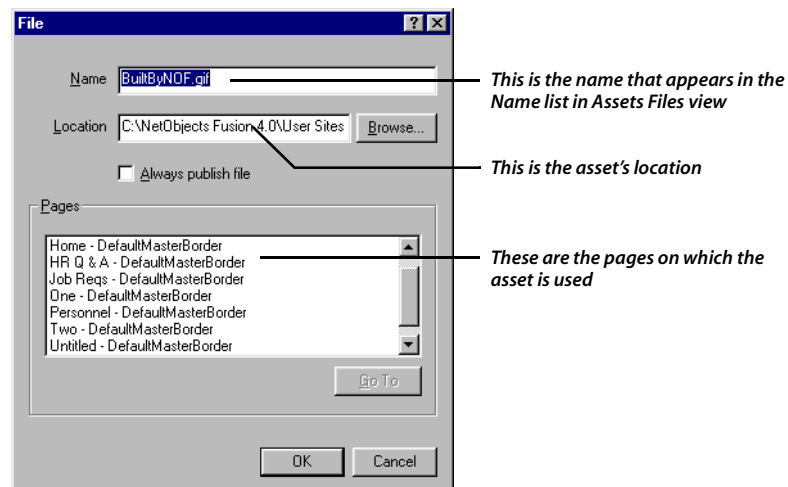 File
Name BuiltByNOF.gif
This is the name that appears in the
Name list in Assets Files view
Location C:\NetObjects Fusion 4.0\User Sites Browse...
This is the asset's location
Always publish file
Pages
Home - DefaultMasterBorder
HR Q & A - DefaultMasterBorder
Job Reqs - DefaultMasterBorder
One - DefaultMasterBorder
Personnel - DefaultMasterBorder
Two - DefaultMasterBorder
Untitled - DefaultMasterBorder
These are the pages on which the
asset is used
Go To
OK Cancel